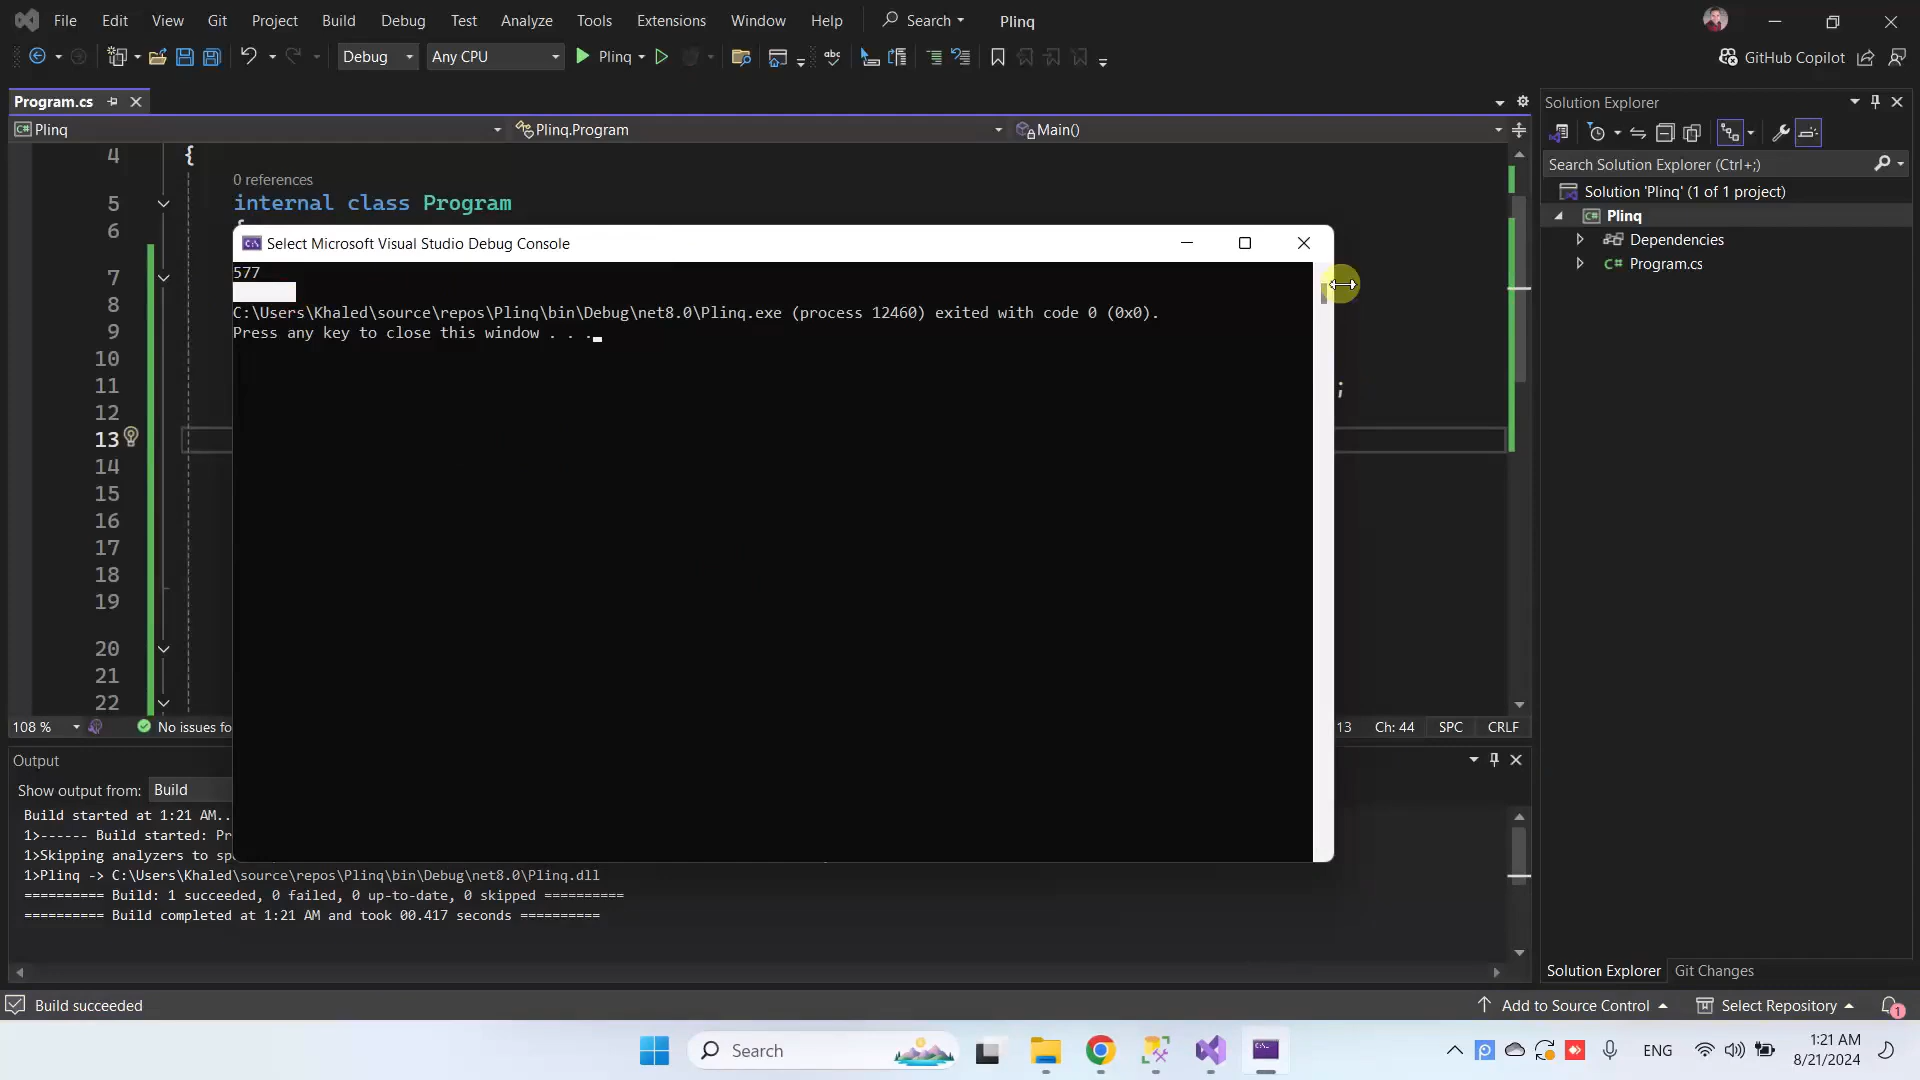 File Edit View Git Project Build Debug Test Analyze Tools Extensions Window Help Search Plinq
Debug Any CPU Plinq abc GitHub Copilot
Program.cs
Plinq Plinq.Program Main()
4 {
0 references
5 internal class Program
6
7
8
9
10
11 ;
12
13
14
15
16
17
18
19
20
21
22
Select Microsoft Visual Studio Debug Console
577
C:\Users\Khaled\source\repos\Plinq\bin\Debug\net8.0\Plinq.exe (process 12460) exited with code 0 (0x0).
Press any key to close this window . . .
108 % No issues fo 13 Ch: 44 SPC CRLF
Output
Show output from: Build
Build started at 1:21 AM..
1>------ Build started: Pr
1>Skipping analyzers to sp
1>Plinq -> C:\Users\Khaled\source\repos\Plinq\bin\Debug\net8.0\Plinq.dll
========== Build: 1 succeeded, 0 failed, 0 up-to-date, 0 skipped ==========
========== Build completed at 1:21 AM and took 00.417 seconds ==========
Solution Explorer
Search Solution Explorer (Ctrl+;)
Solution 'Plinq' (1 of 1 project)
C# Plinq
Dependencies
C# Program.cs
Solution Explorer Git Changes
Build succeeded Add to Source Control Select Repository 1
Search ENG 1:21 AM
8/21/2024